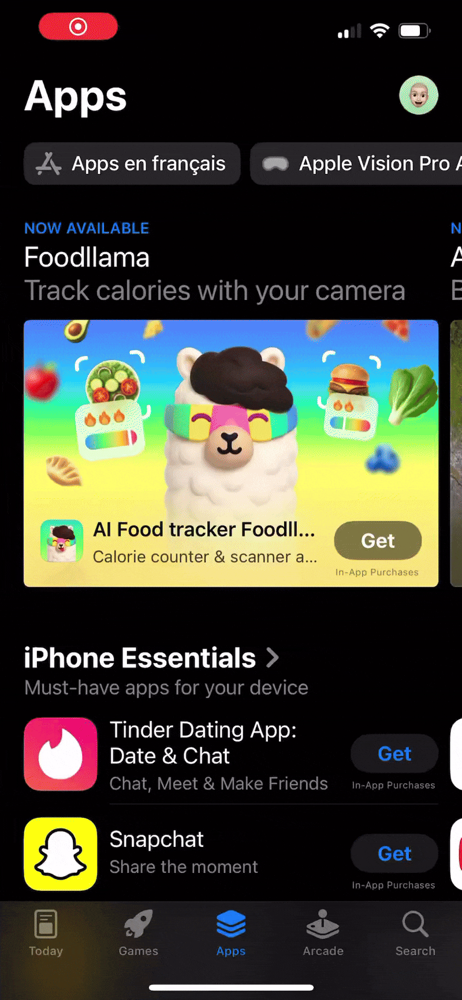 Apps
Apps en français
Apple Vision Pro
NOW AVAILABLE
Foodllama
Track calories with your camera
AI Food tracker Foodll...
Calorie counter & scanner a...
Get
In-App Purchases
iPhone Essentials
Must-have apps for your device
Tinder Dating App:
Date & Chat
Chat, Meet & Make Friends
Get
In-App Purchases
Snapchat
Share the moment
Get
In-App Purchases
Today
Games
Apps
Arcade
Search